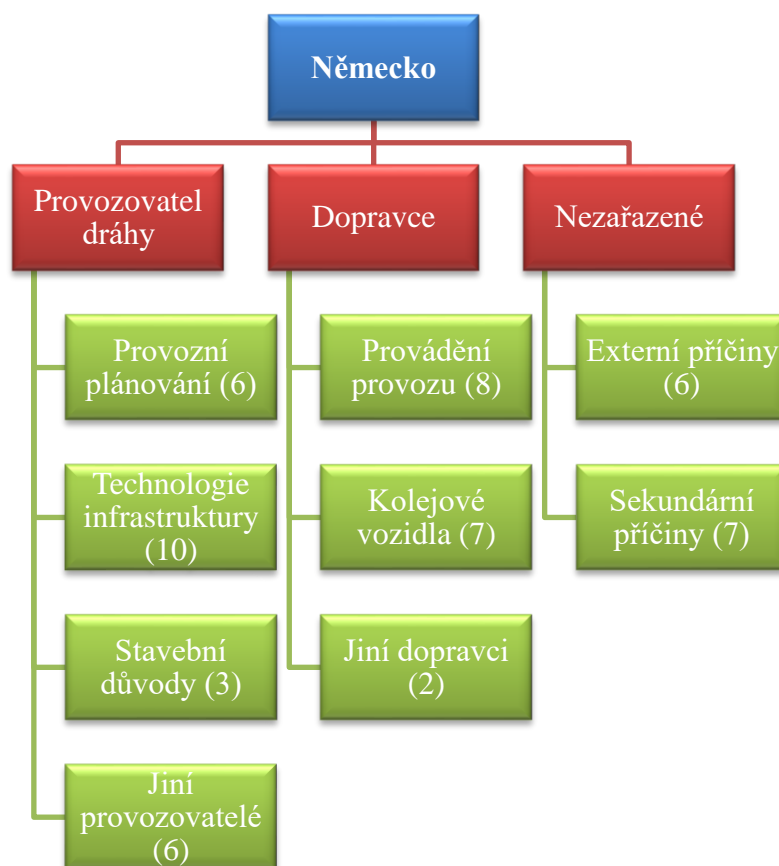 Německo
Provozovatel
dráhy
Provozní
plánování (6)
Technologie
infrastruktury
(10)
Stavební
důvody (3)
Jiní
provozovatelé
(6)
Dopravce
Provádění
provozu (8)
Kolejové
vozidla (7)
Jiní dopravci
(2)
Nezařazené
Externí příčiny
(6)
Sekundární
příčiny (7)